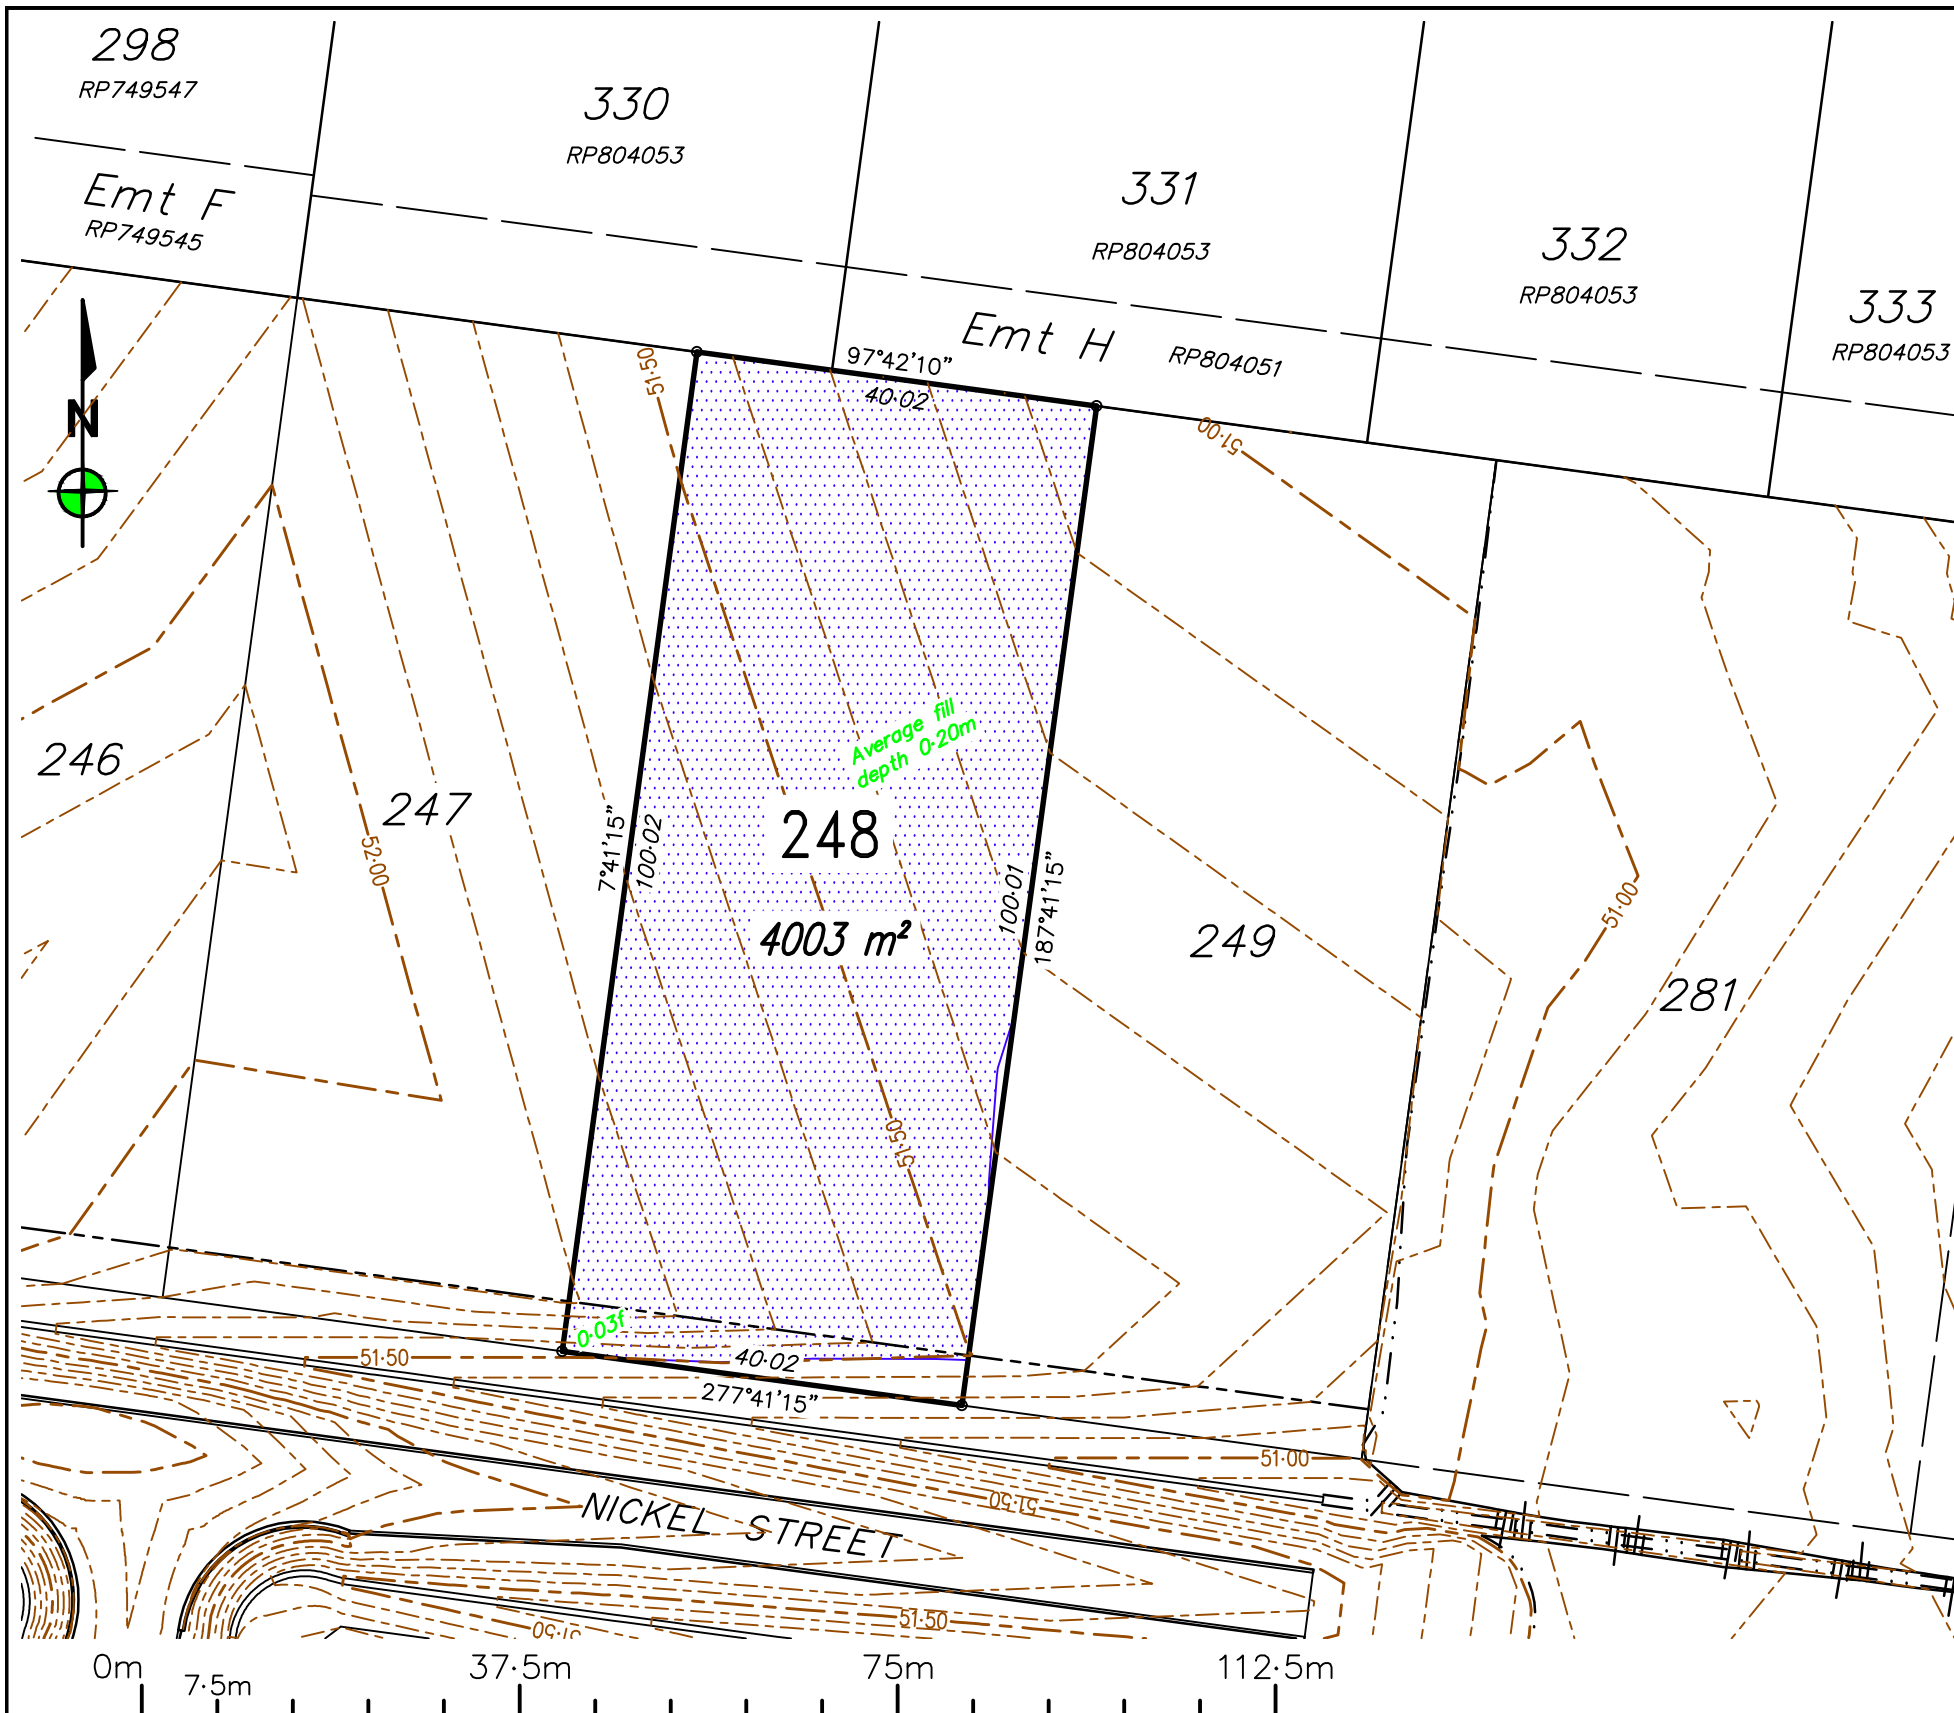 298
RP749547
330
RP804053
331
RP804053
332
RP804053
333
RP804053
Emt F
RP749545
Emt H
RP804051
N
51·50
97°42'10"
40·02
51·00
Average fill
depth 0·20m
246
247
52·00
7°41'15"
100·02
248
4003 m²
100·01
187°41'15"
249
51·00
281
51·50
0·03f
51·50
40·02
277°41'15"
51·00
51·50
NICKEL STREET
51·50
51·50
0m
7·5m
37·5m
75m
112·5m